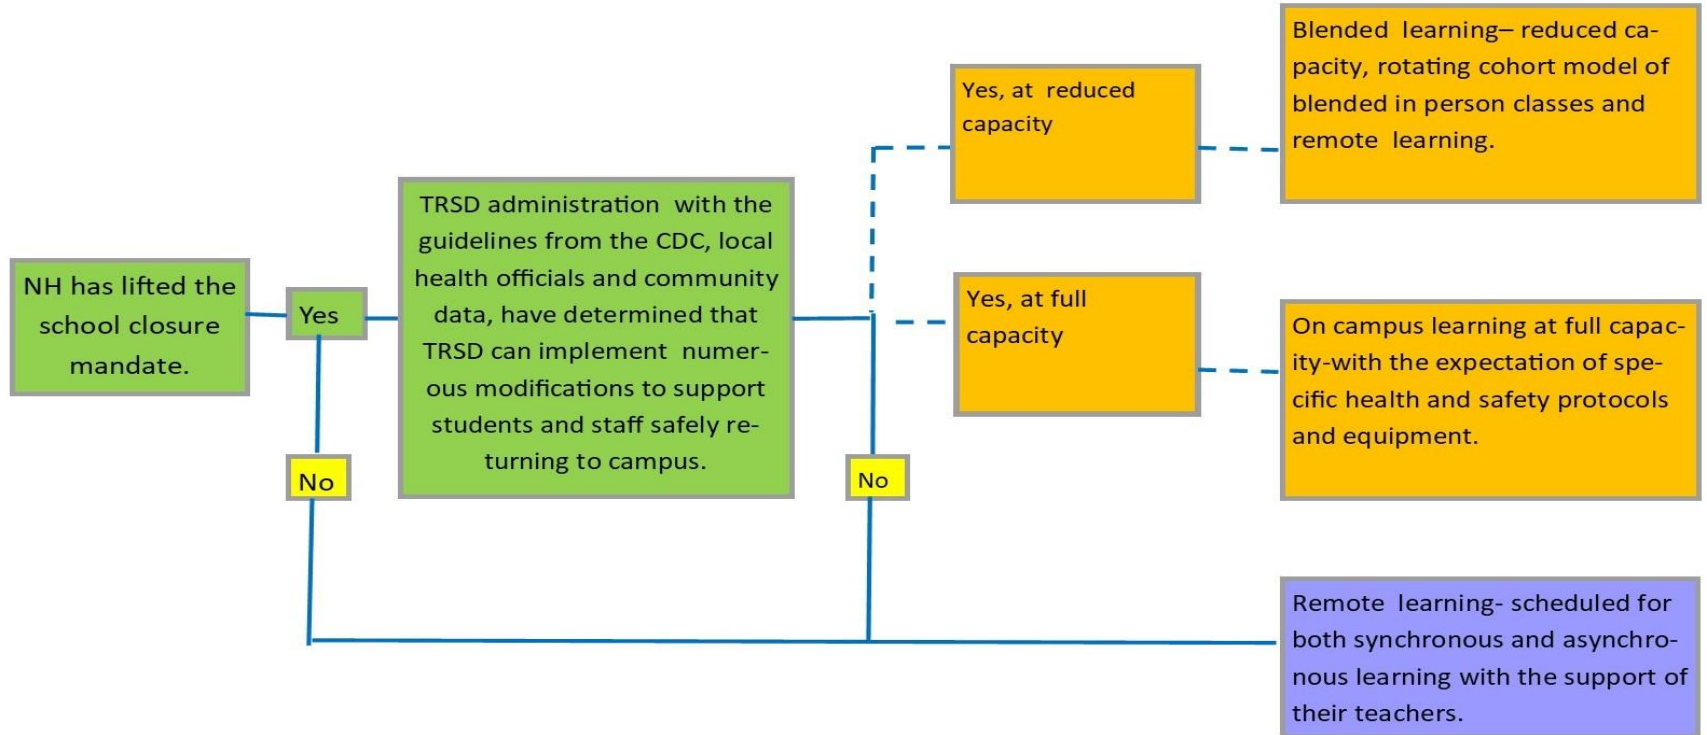 NH has lifted the
school closure
mandate.
Yes
No
TRSD administration with the
guidelines from the CDC, local
health officials and community
data, have determined that
TRSD can implement numer-
ous modifications to support
students and staff safely re-
turning to campus.
No
Yes, at reduced
capacity
Blended learning– reduced ca-
pacity, rotating cohort model of
blended in person classes and
remote learning.
Yes, at full
capacity
On campus learning at full capac-
ity-with the expectation of spe-
cific health and safety protocols
and equipment.
Remote learning- scheduled for
both synchronous and asynchro-
nous learning with the support of
their teachers.